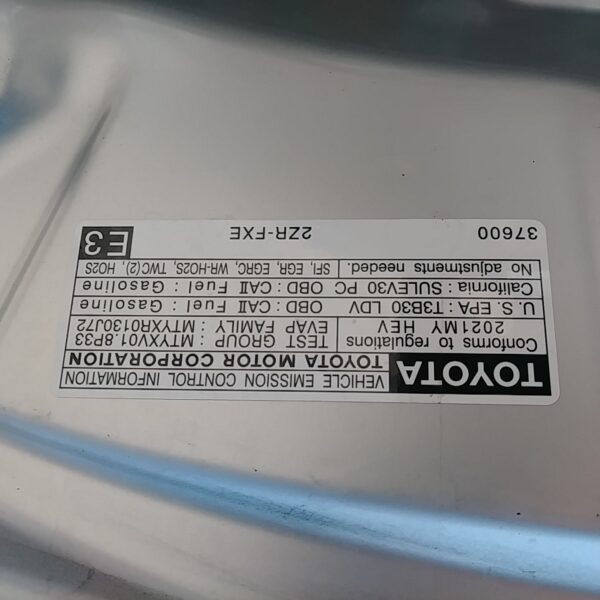 TOYOTA VEHICLE EMISSION CONTROL INFORMATION
TOYOTA MOTOR CORPORATION
Conforms to regulations TEST GROUP : MTYXV01.8P33
2021MY HEV EVAP FAMILY : MTYXR0130J72
U.S. EPA : T3B30 LDV OBD : CAII Fuel : Gasoline
California : SULEV30 PC OBD : CAII Fuel : Gasoline
No adjustments needed. SFI, EGR, EGRC, WR-HO2S, TWC(2), HO2S
37600 2ZR-FXE E3